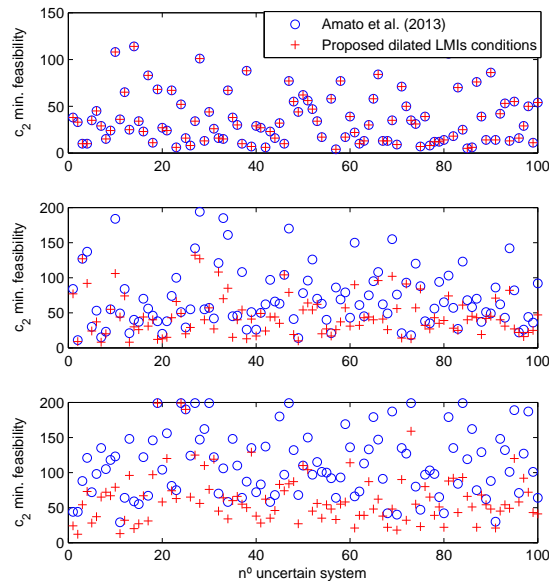 150
100
50
0
c2 min. feasibility
Amato et al. (2013)
Proposed dilated LMIs conditions
0 20 40 60 80 100
200
150
100
50
0
c2 min. feasibility
0 20 40 60 80 100
200
150
100
50
0
c2 min. feasibility
0 20 40 60 80 100
nº uncertain system